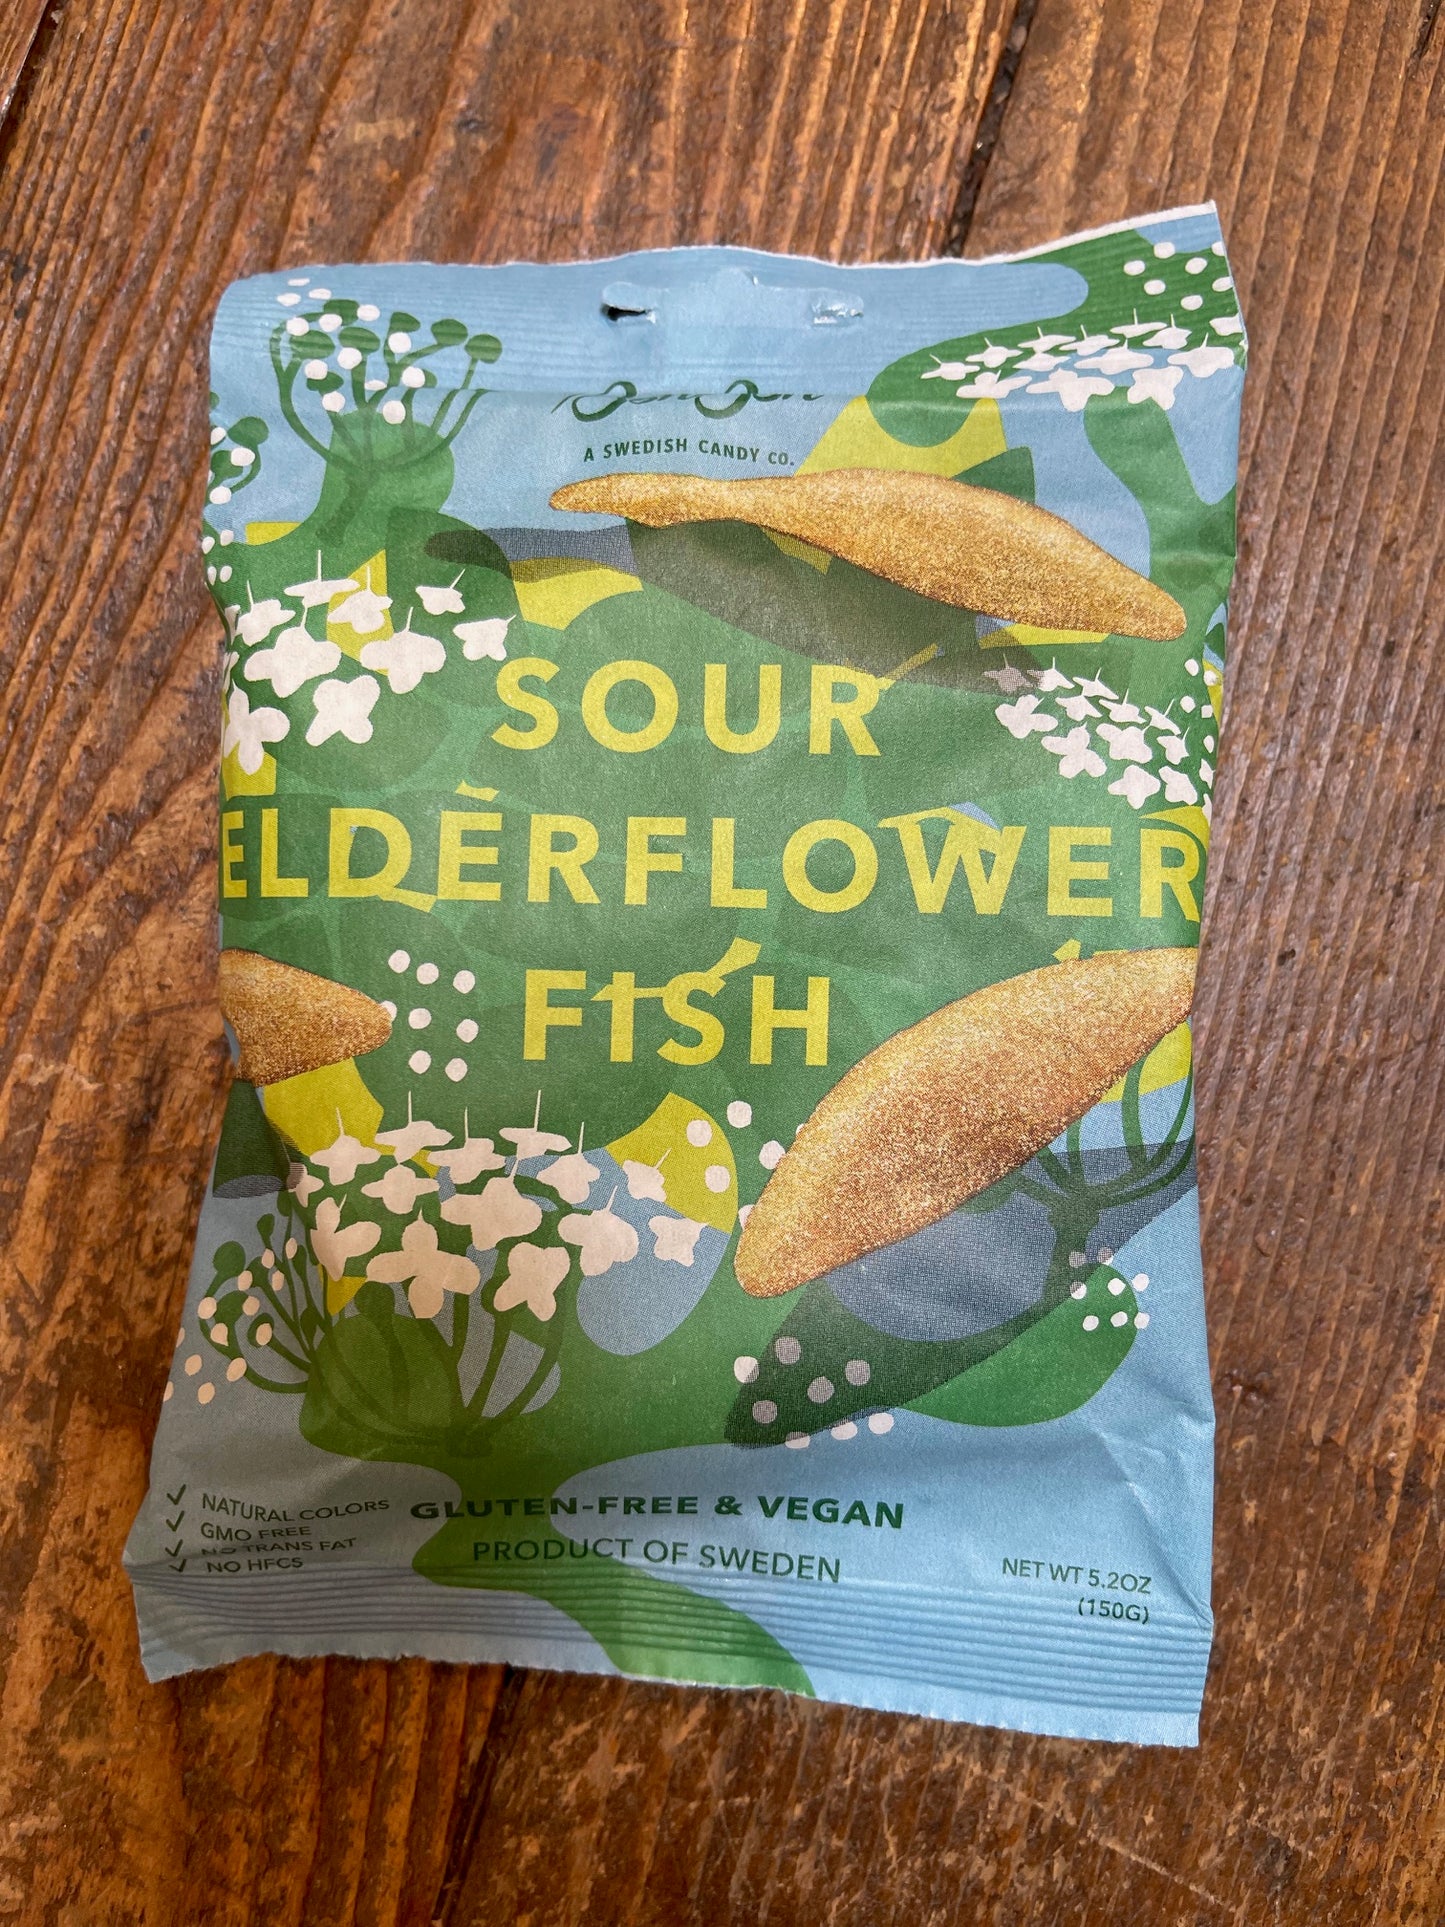 BonBon
A SWEDISH CANDY CO.
SOUR
ELDERFLOWER
FISH
✓ NATURAL COLORS
✓ GMO FREE
✓ NO TRANS FAT
✓ NO HFCS
GLUTEN-FREE & VEGAN
PRODUCT OF SWEDEN
NET WT 5.2OZ
(150G)